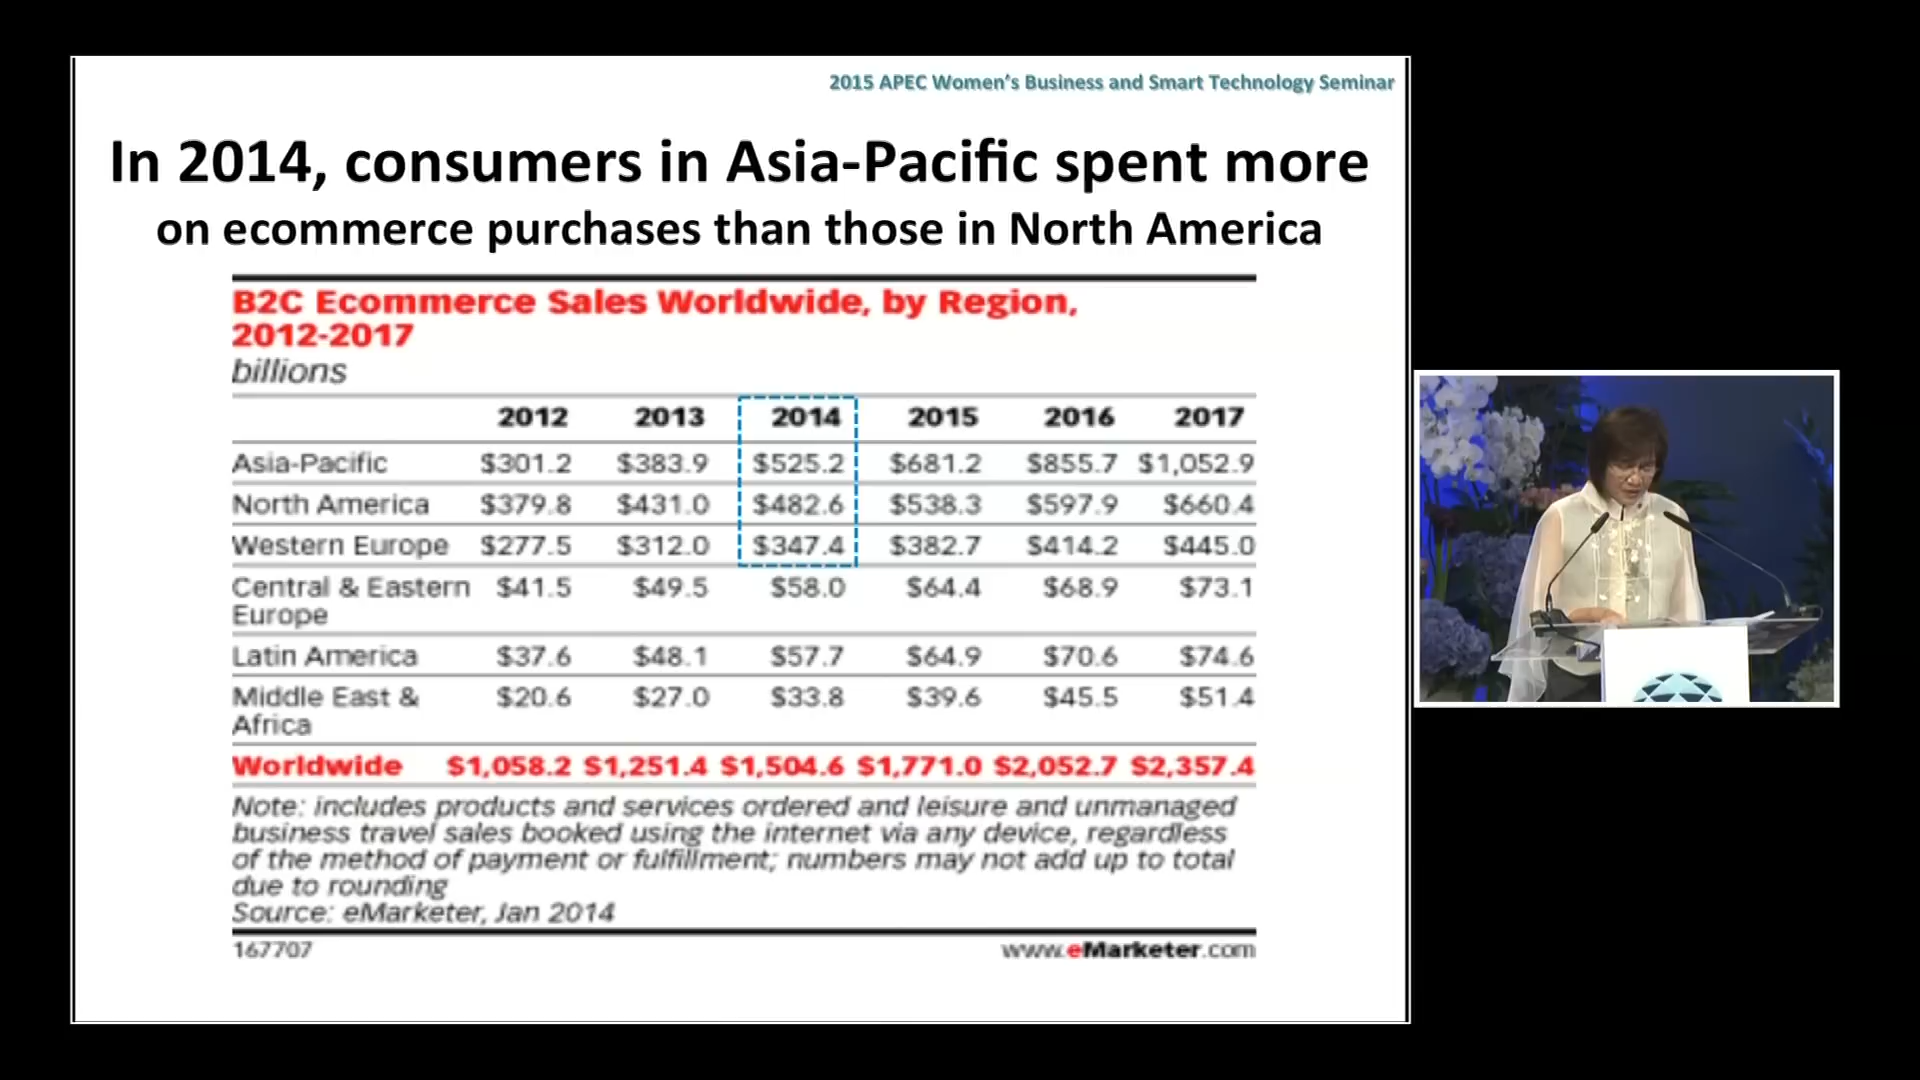 2015 APEC Women's Business and Smart Technology Seminar
In 2014, consumers in Asia-Pacific spent more
on ecommerce purchases than those in North America
B2C Ecommerce Sales Worldwide, by Region,
2012-2017
billions
2012 2013 2014 2015 2016 2017
Asia-Pacific $301.2 $383.9 $525.2 $681.2 $855.7 $1,052.9
North America $379.8 $431.0 $482.6 $538.3 $597.9 $660.4
Western Europe $277.5 $312.0 $347.4 $382.7 $414.2 $445.0
Central & Eastern $41.5 $49.5 $58.0 $64.4 $68.9 $73.1
Europe
Latin America $37.6 $48.1 $57.7 $64.9 $70.6 $74.6
Middle East & $20.6 $27.0 $33.8 $39.6 $45.5 $51.4
Africa
Worldwide $1,058.2 $1,251.4 $1,504.6 $1,771.0 $2,052.7 $2,357.4
Note: includes products and services ordered and leisure and unmanaged
business travel sales booked using the internet via any device, regardless
of the method of payment or fulfillment; numbers may not add up to total
due to rounding
Source: eMarketer, Jan 2014
167707 www.eMarketer.com